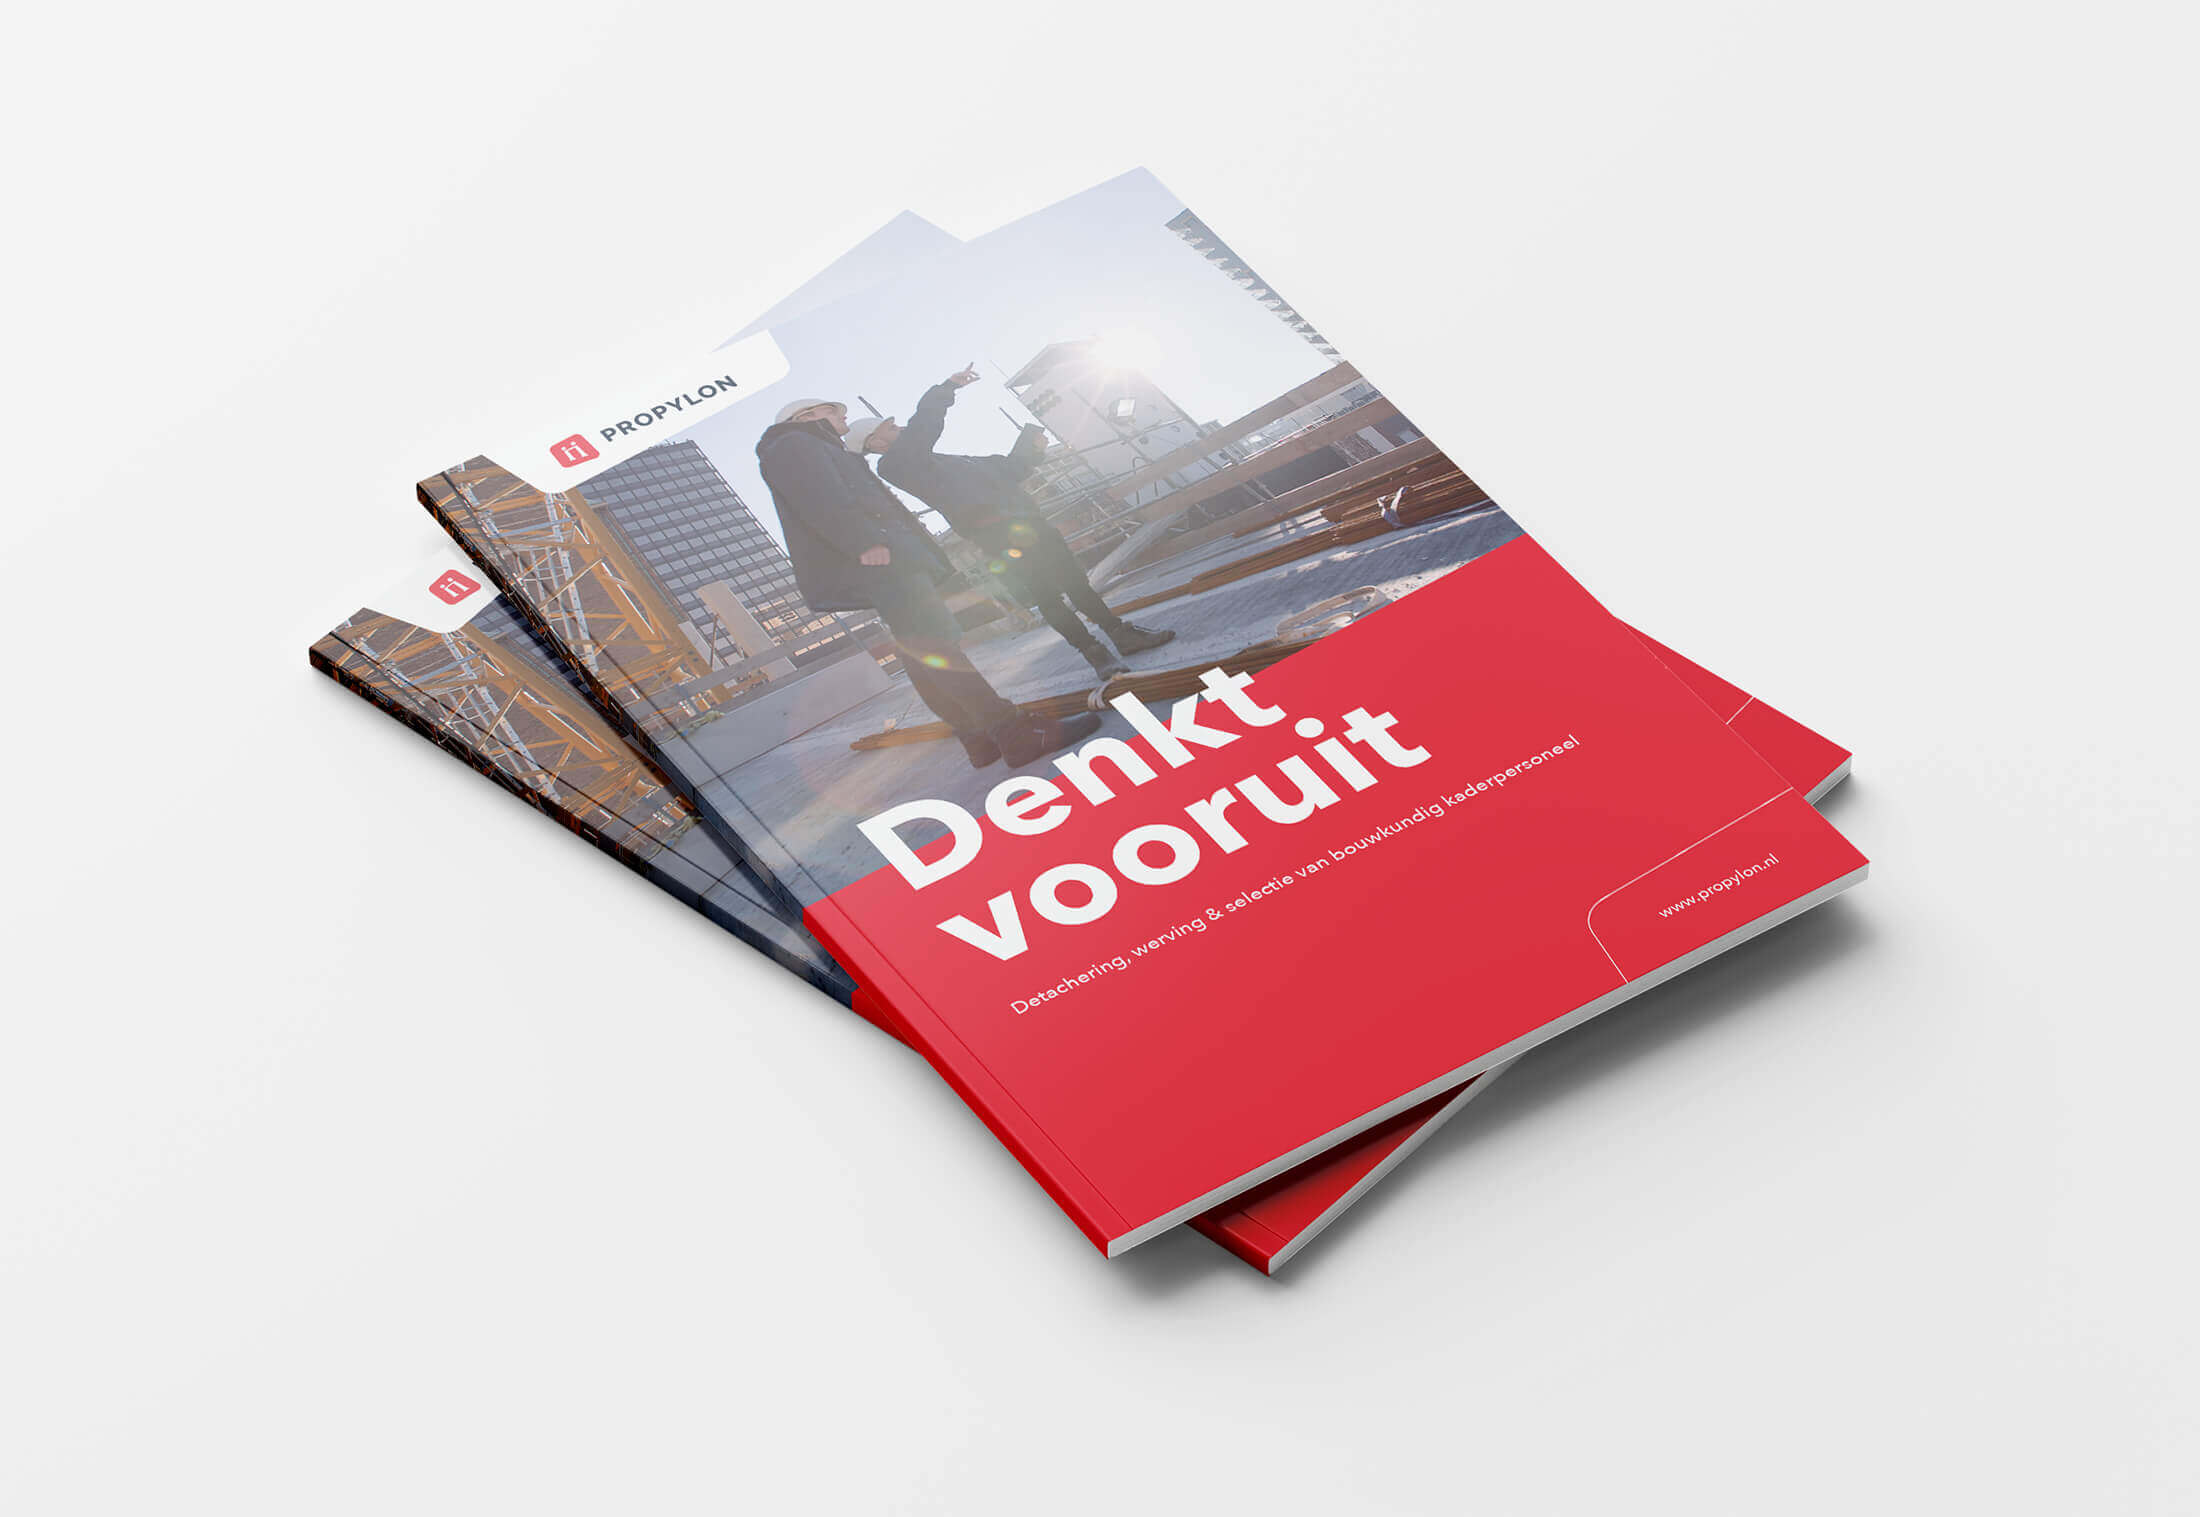 PROPYLON
Denkt
vooruit
Detachering, werving & selectie van bouwkundig kaderpersoneel
www.propylon.nl